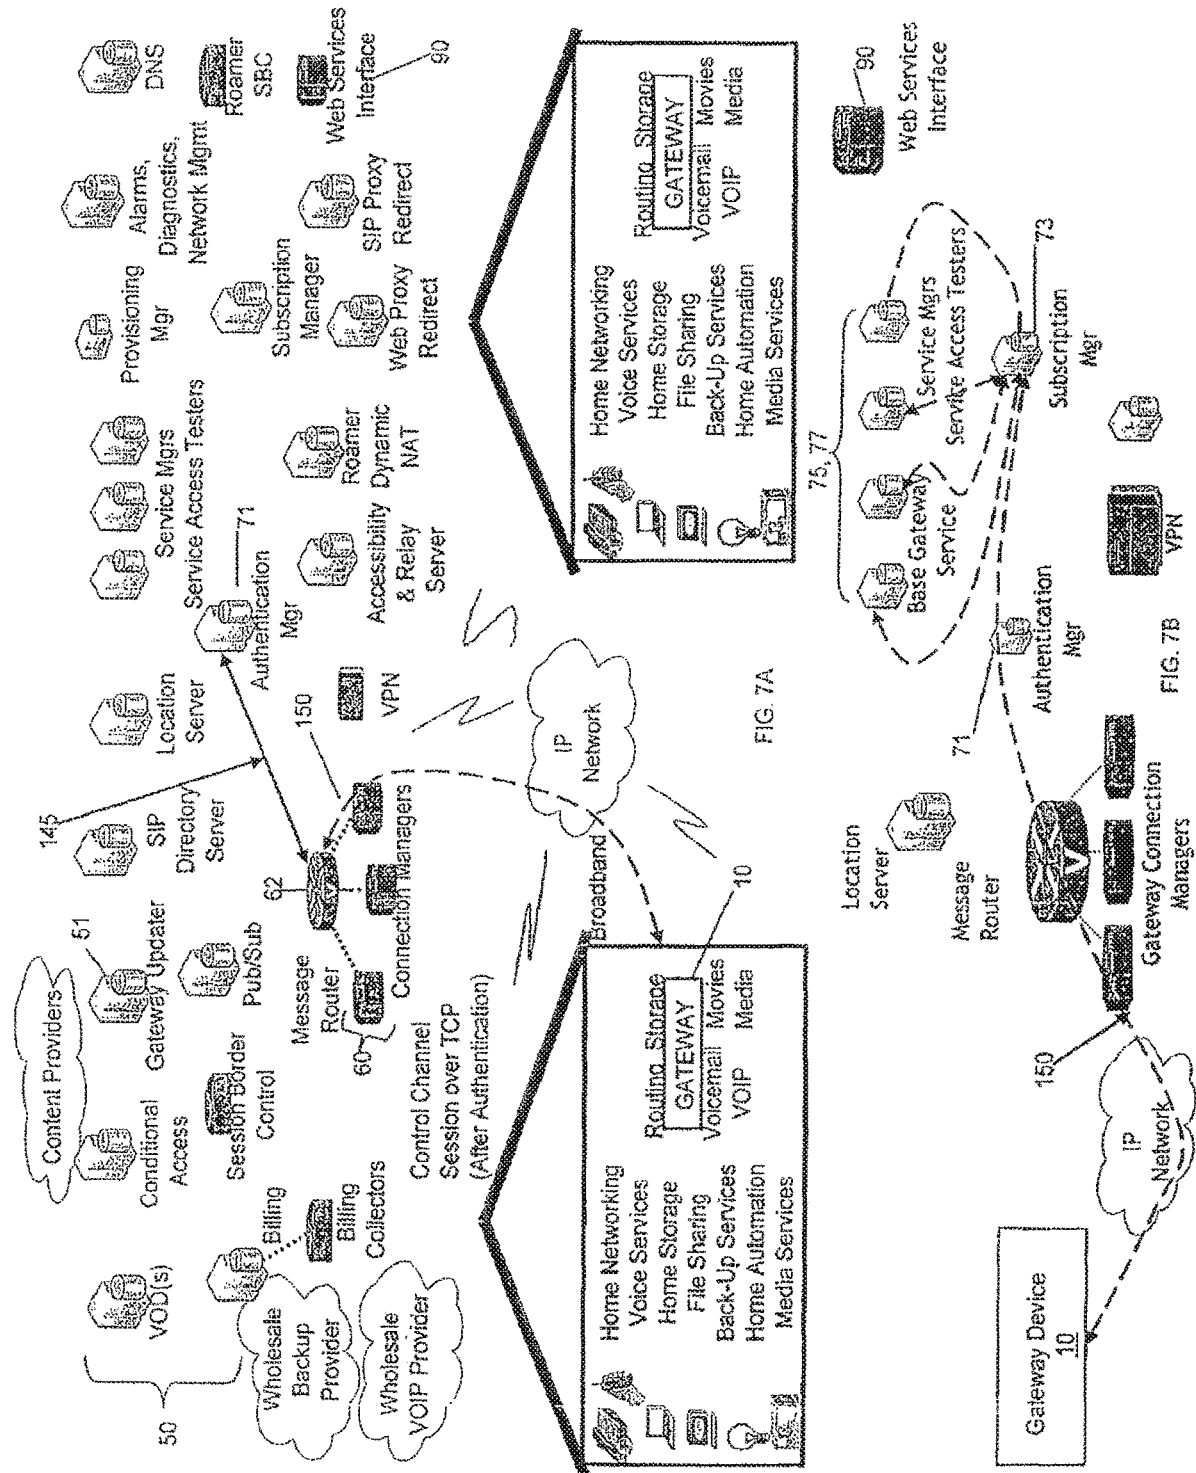 Content Providers
VOD(s)
50
Conditional
Access
51
Gateway Updater
145
SIP
Directory
Server
Location
Server
Service Mgrs
Service Access Testers
Provisioning
Mgr
Alarms,
Diagnostics,
Network Mgmt
DNS
Roamer
SBC
Web Services
Interface
90
Billing
Billing
Collectors
Wholesale
Backup
Provider
Wholesale
VOIP Provider
Session Border
Control
Pub/Sub
Message
Router
62
60
Connection Managers
150
Authentication
Mgr
71
VPN
Accessibility
& Relay
Server
Roamer
Dynamic
NAT
Subscription
Manager
Web Proxy
Redirect
SIP Proxy
Redirect
Control Channel
Session over TCP
(After Authentication)
Broadband
IP
Network
10
Home Networking
Voice Services
Home Storage
File Sharing
Back-Up Services
Home Automation
Media Services
Routing Storage
GATEWAY
Voicemail Movies
VOIP Media
Home Networking
Voice Services
Home Storage
File Sharing
Back-Up Services
Home Automation
Media Services
Routing Storage
GATEWAY
Voicemail Movies
VOIP Media
FIG. 7A
Gateway Device
10
IP
Network
150
Gateway Connection
Managers
Message
Router
Location
Server
71
Authentication
Mgr
75, 77
Base Gateway
Service
Service Mgrs
Service Access Testers
73
Subscription
Mgr
VPN
90
Web Services
Interface
FIG. 7B